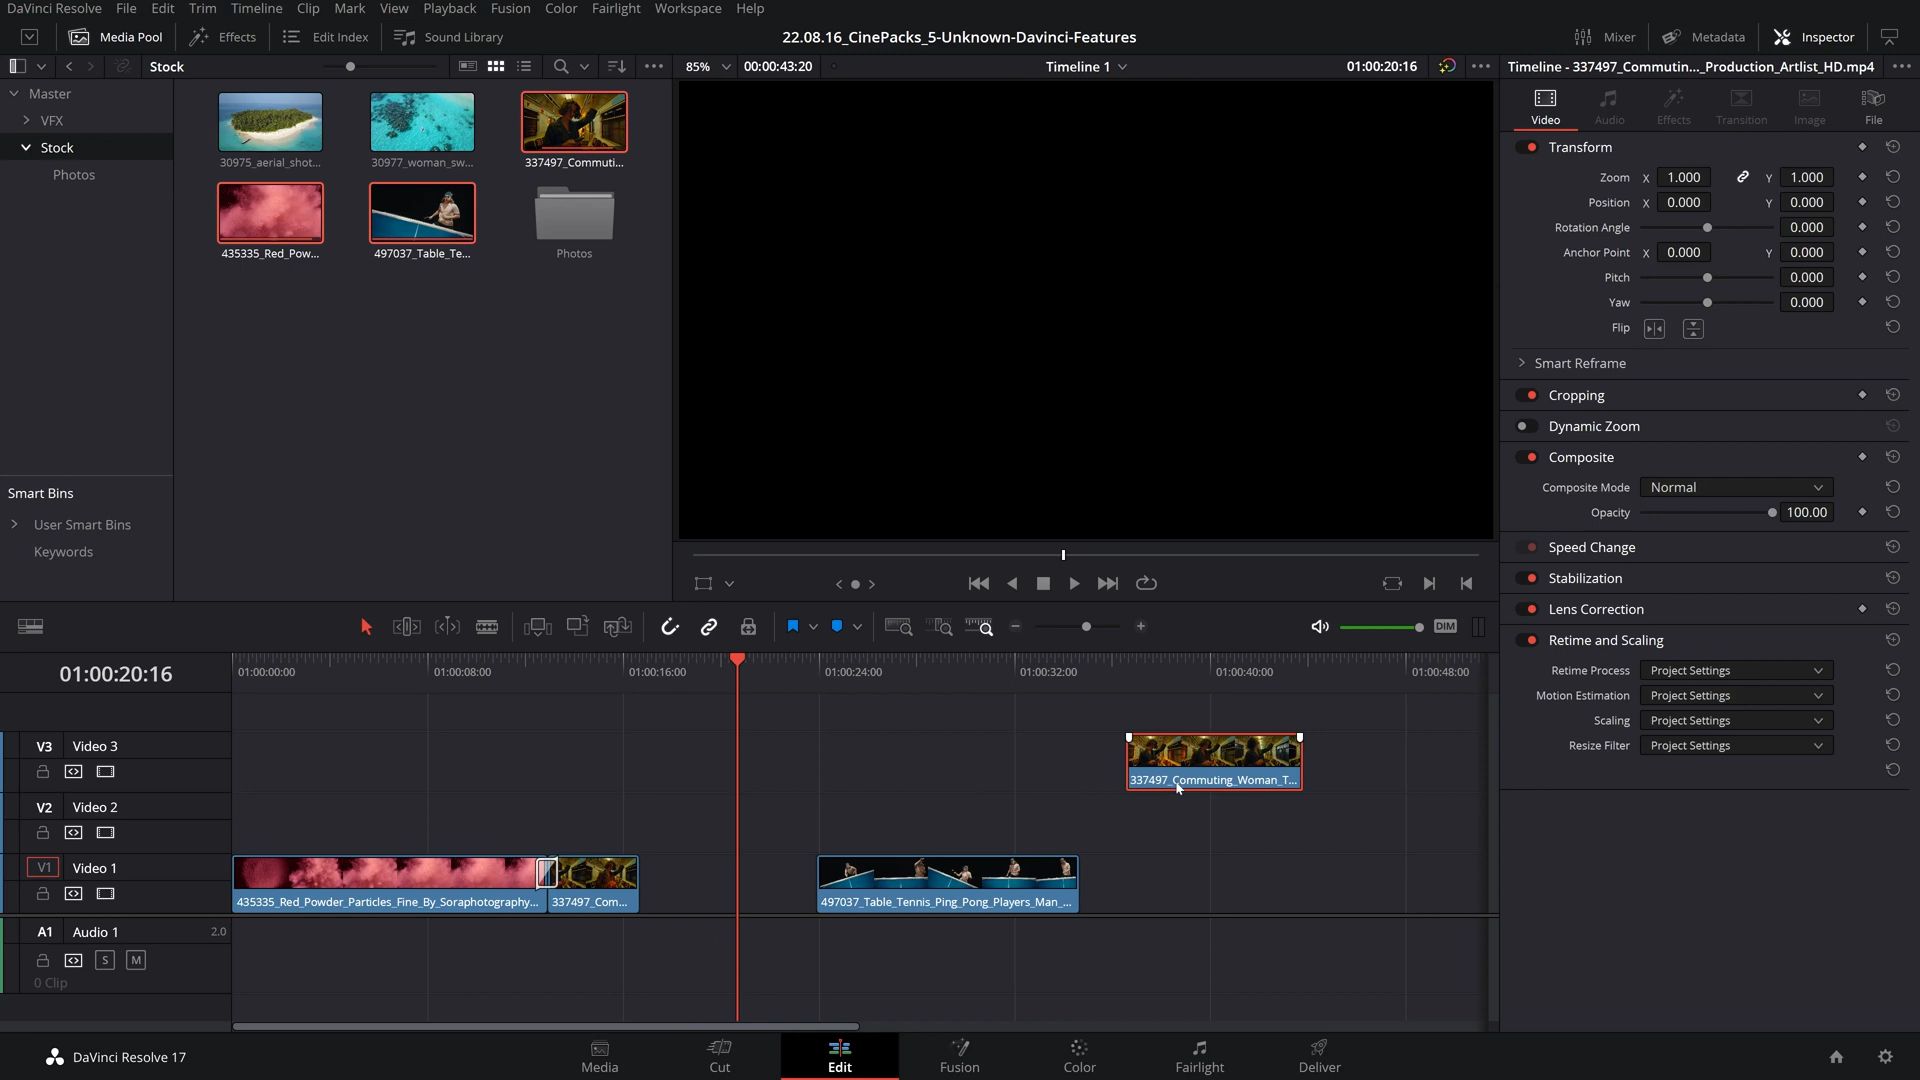 DaVinci Resolve File Edit Trim Timeline Clip Mark View Playback Fusion Color Fairlight Workspace Help
Media Pool Effects Edit Index Sound Library 22.08.16_CinePacks_5-Unknown-Davinci-Features Mixer Metadata Inspector
Stock 85% 00:00:43:20 Timeline 1 01:00:20:16 Timeline - 337497_Commutin..._Production_Artlist_HD.mp4
Master
VFX
Stock
Photos
30975_aerial_shot...
30977_woman_sw...
337497_Commuti...
435335_Red_Pow...
497037_Table_Te...
Photos
Smart Bins
User Smart Bins
Keywords
Video Audio Effects Transition Image File
Transform
Zoom X 1.000 Y 1.000
Position X 0.000 Y 0.000
Rotation Angle 0.000
Anchor Point X 0.000 Y 0.000
Pitch 0.000
Yaw 0.000
Flip
Smart Reframe
Cropping
Dynamic Zoom
Composite
Composite Mode Normal
Opacity 100.00
Speed Change
Stabilization
Lens Correction
Retime and Scaling
Retime Process Project Settings
Motion Estimation Project Settings
Scaling Project Settings
Resize Filter Project Settings
DIM
01:00:20:16
01:00:00:00 01:00:08:00 01:00:16:00 01:00:24:00 01:00:32:00 01:00:40:00 01:00:48:00
V3 Video 3
337497_Commuting_Woman_T...
V2 Video 2
V1 Video 1
435335_Red_Powder_Particles_Fine_By_Soraphotography... 337497_Com... 497037_Table_Tennis_Ping_Pong_Players_Man_...
A1 Audio 1 2.0
S M
0 Clip
DaVinci Resolve 17
Media Cut Edit Fusion Color Fairlight Deliver